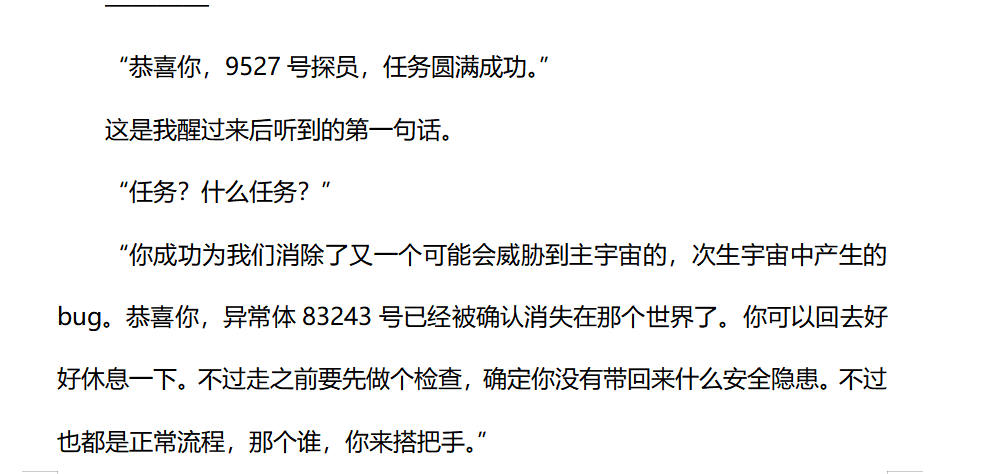 “恭喜你，9527 号探员，任务圆满成功。”
这是我醒过来后听到的第一句话。
“任务？什么任务？”
“你成功为我们消除了又一个可能会威胁到主宇宙的，次生宇宙中产生的
bug。恭喜你，异常体 83243 号已经被确认消失在那个世界了。你可以回去好
好休息一下。不过走之前要先做个检查，确定你没有带回来什么安全隐患。不过
也都是正常流程，那个谁，你来搭把手。”